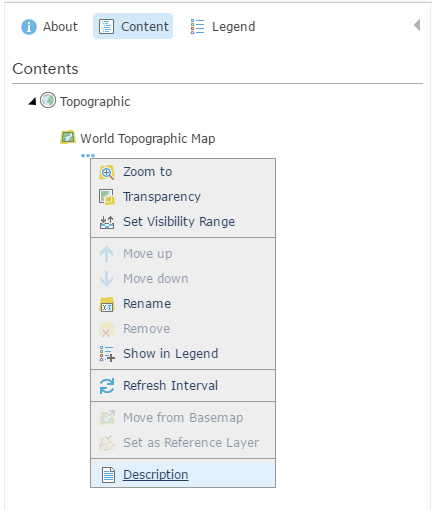 About Content Legend
Contents
Topographic
World Topographic Map
Zoom to
Transparency
Set Visibility Range
Move up
Move down
Rename
Remove
Show in Legend
Refresh Interval
Move from Basemap
Set as Reference Layer
Description